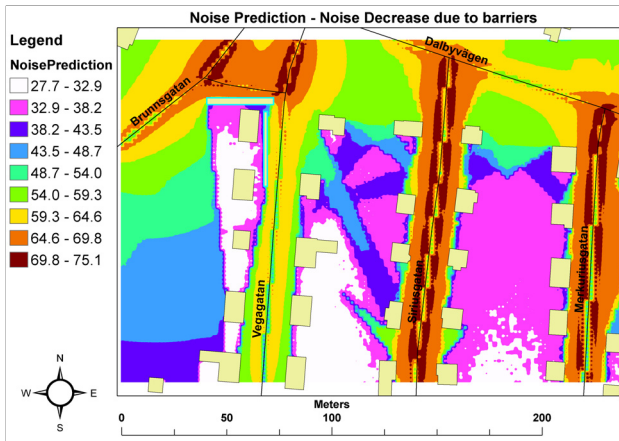 Noise Prediction - Noise Decrease due to barriers
Legend
NoisePrediction
27.7 - 32.9
32.9 - 38.2
38.2 - 43.5
43.5 - 48.7
48.7 - 54.0
54.0 - 59.3
59.3 - 64.6
64.6 - 69.8
69.8 - 75.1
Brunnsgatan
Dalbyvägen
Vegagatan
Siriusgatan
Merkuriusgatan
N
W E
S
Meters
0 50 100 200